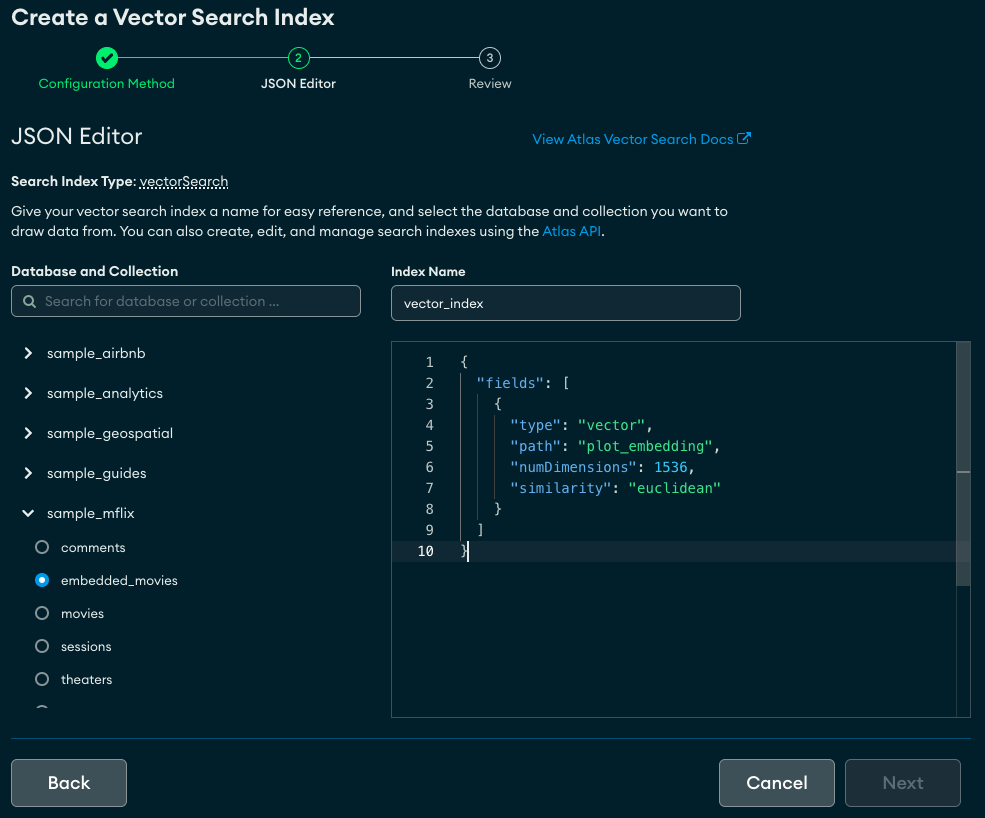 Create a Vector Search Index
2
3
Configuration Method
JSON Editor
Review
JSON Editor
View Atlas Vector Search Docs
Search Index Type: vectorSearch
Give your vector search index a name for easy reference, and select the database and collection you want to
draw data from. You can also create, edit, and manage search indexes using the Atlas API.
Database and Collection
Search for database or collection ...
sample_airbnb
sample_analytics
sample_geospatial
sample_guides
sample_mflix
comments
embedded_movies
movies
sessions
theaters
Index Name
vector_index
1 {
2 "fields": [
3 {
4 "type": "vector",
5 "path": "plot_embedding",
6 "numDimensions": 1536,
7 "similarity": "euclidean"
8 }
9 ]
10 }
Back
Cancel
Next